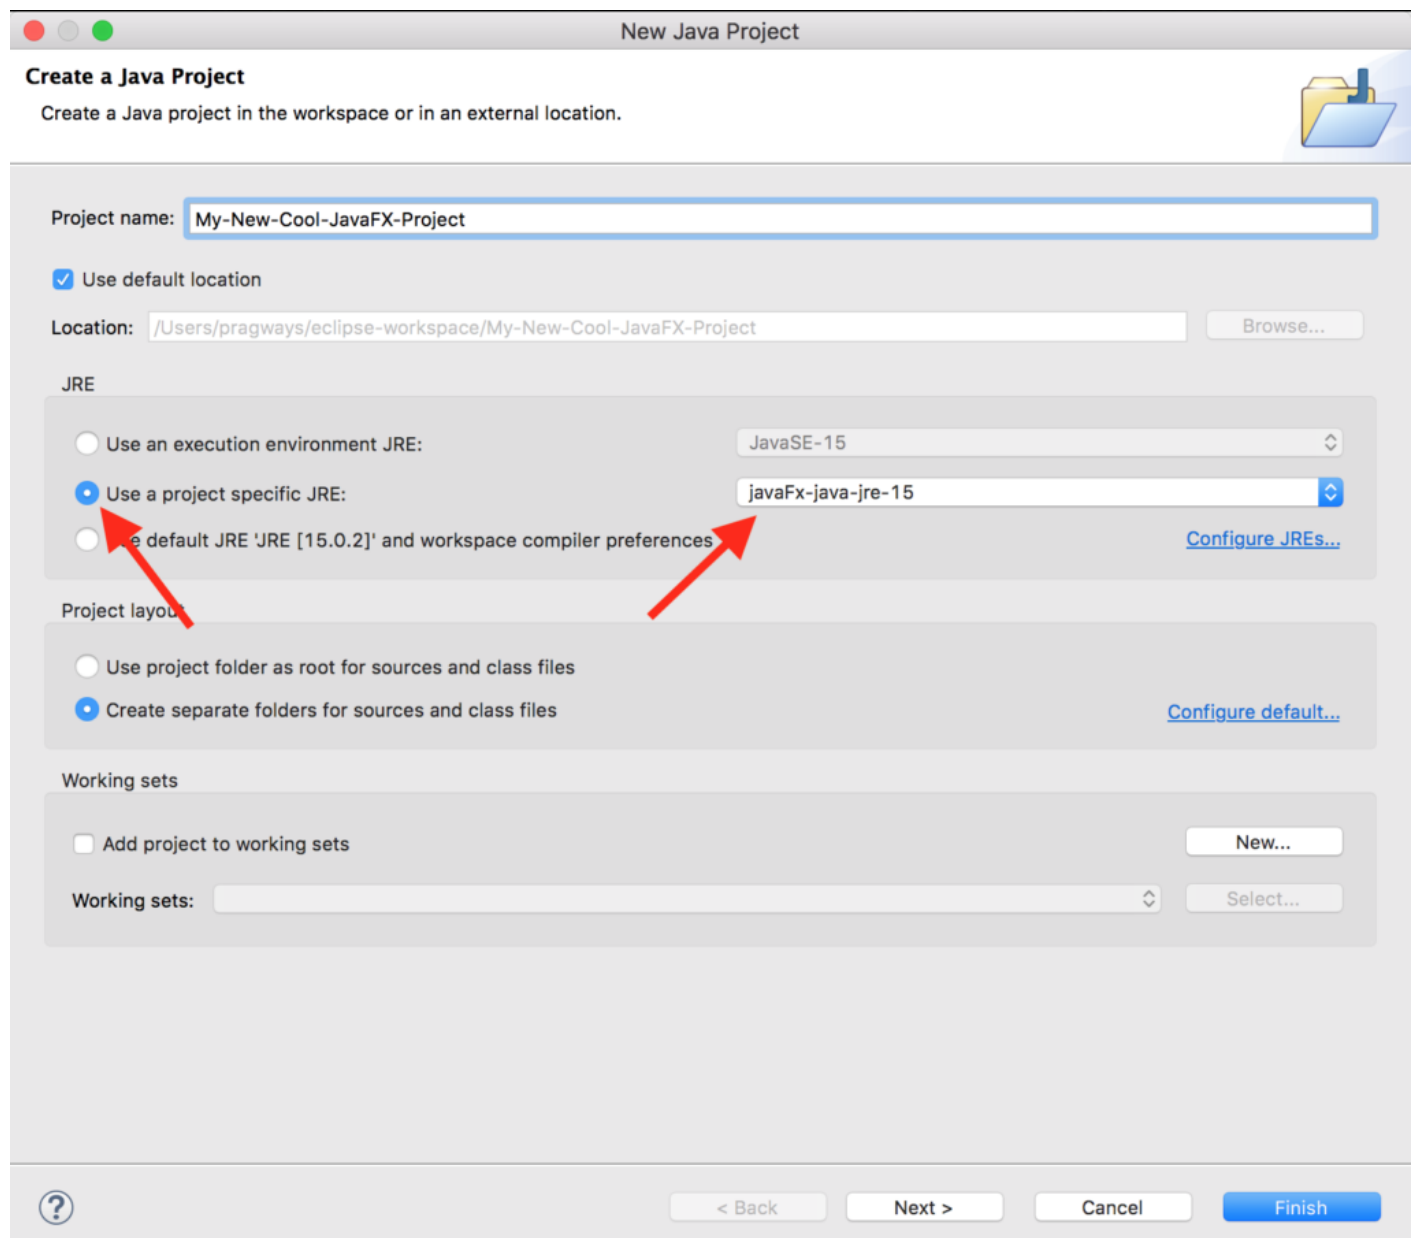 New Java Project
Create a Java Project
Create a Java project in the workspace or in an external location.
Project name: My-New-Cool-JavaFX-Project
Use default location
Location: /Users/pragways/eclipse-workspace/My-New-Cool-JavaFX-Project Browse...
JRE
Use an execution environment JRE: JavaSE-15
Use a project specific JRE: javaFx-java-jre-15
default JRE 'JRE [15.0.2]' and workspace compiler preferences Configure JREs...
Project layout
Use project folder as root for sources and class files
Create separate folders for sources and class files Configure default...
Working sets
Add project to working sets New...
Working sets: Select...
? < Back Next > Cancel Finish